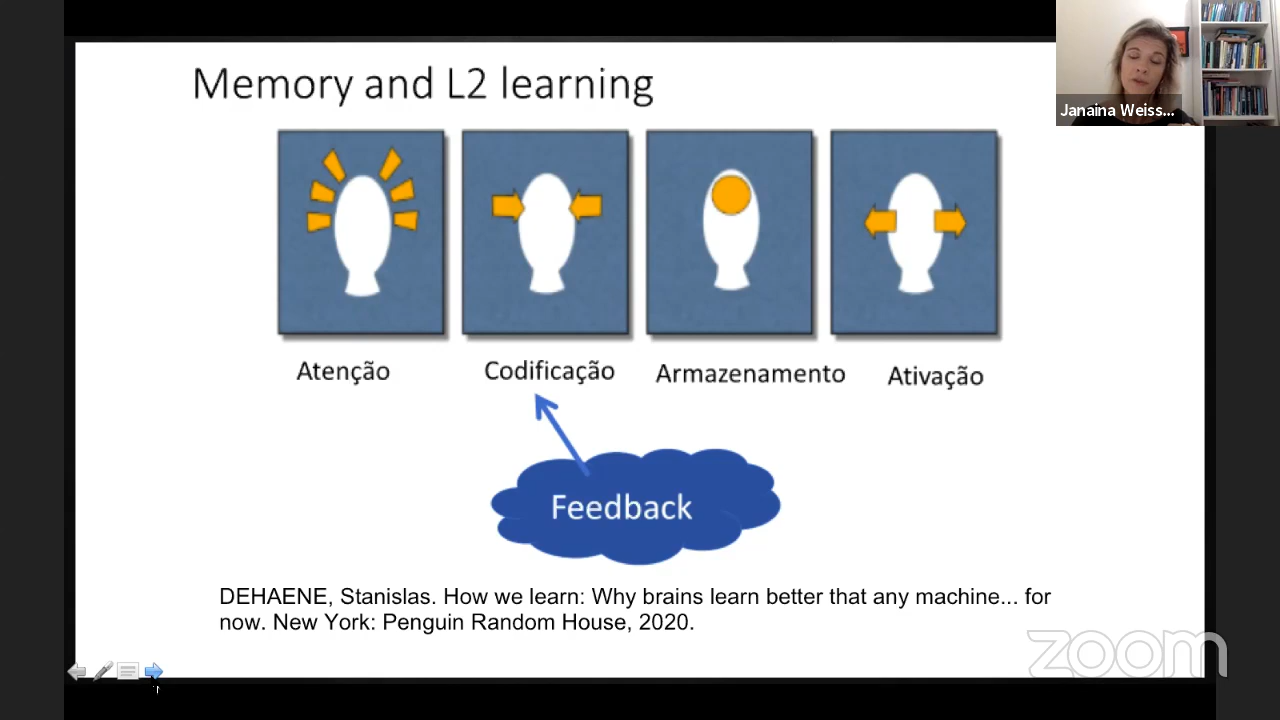 Memory and L2 learning
Janaina Weiss...
Atenção
Codificação
Armazenamento
Ativação
Feedback
DEHAENE, Stanislas. How we learn: Why brains learn better that any machine... for
now. New York: Penguin Random House, 2020.
zoom